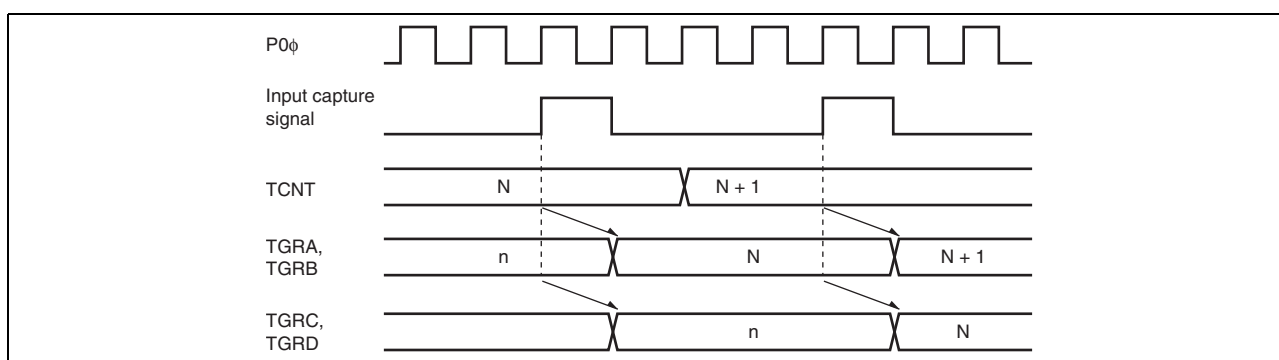 P0ϕ
Input capture
signal
TCNT
N
N + 1
TGRA,
TGRB
n
N
N + 1
TGRC,
TGRD
n
N